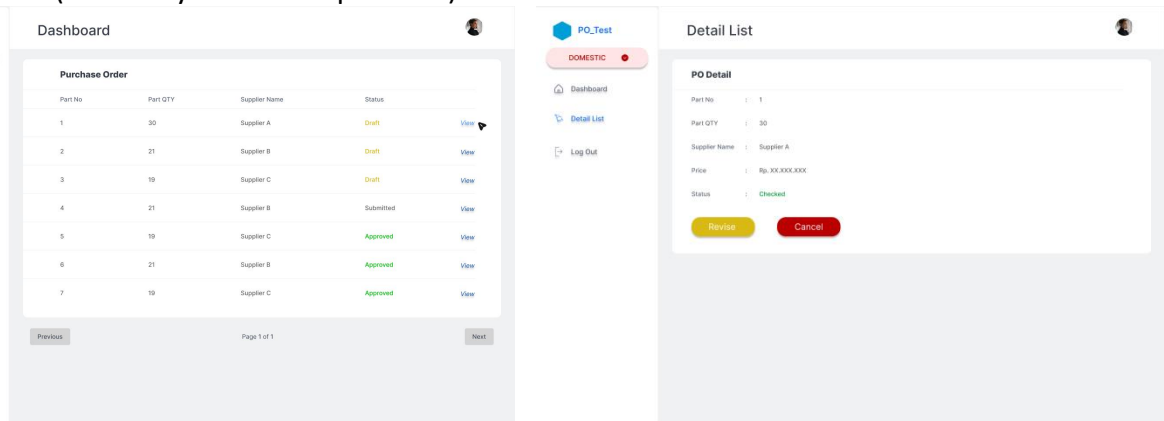 Dashboard
Purchase Order
Part No Part QTY Supplier Name Status
1 30 Supplier A Draft View
2 21 Supplier B Draft View
3 19 Supplier C Draft View
4 21 Supplier B Submitted View
5 19 Supplier C Approved View
6 21 Supplier B Approved View
7 19 Supplier C Approved View
Previous Page 1 of 1 Next
PO_Test
DOMESTIC
Dashboard
Detail List
Log Out
Detail List
PO Detail
Part No : 1
Part QTY : 30
Supplier Name : Supplier A
Price : Rp. XX.XXX.XXX
Status : Checked
Revise Cancel